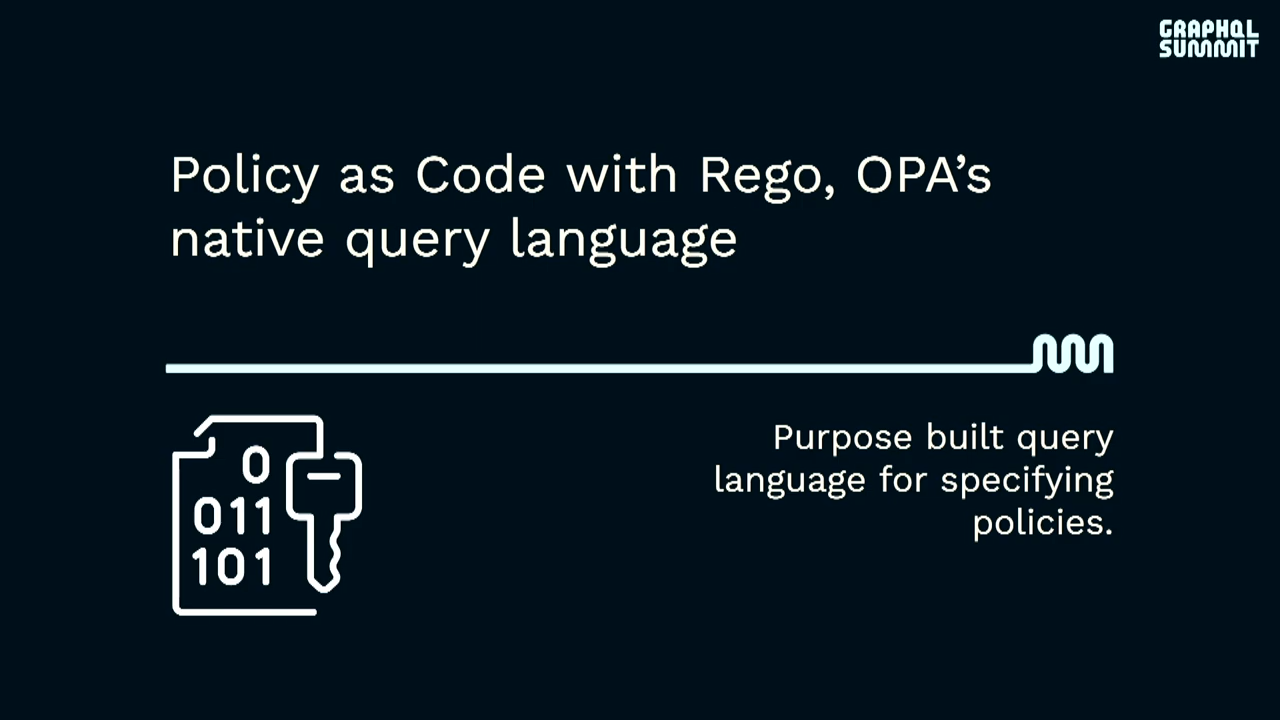 GRAPHQL
SUMMIT
Policy as Code with Rego, OPA’s
native query language
Purpose built query
language for specifying
policies.
0
011
101